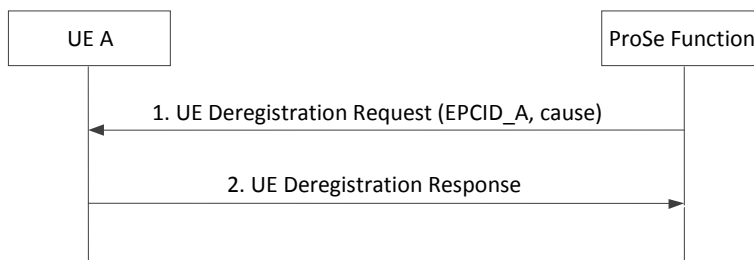 UE A
ProSe Function
1. UE Deregistration Request (EPCID_A, cause)
2. UE Deregistration Response